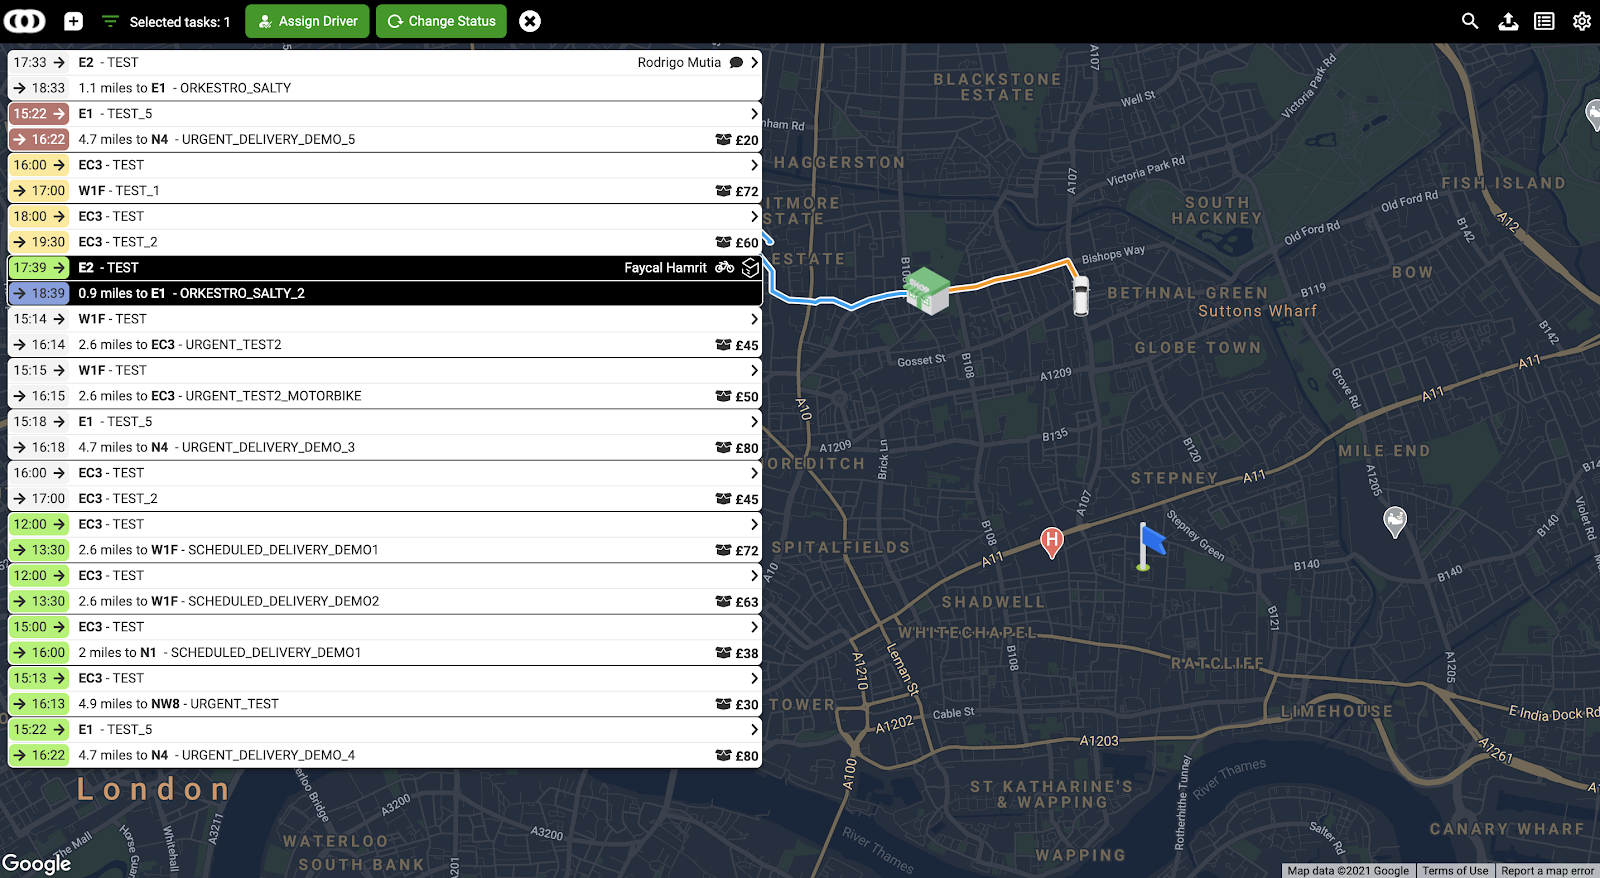 Selected tasks: 1
Assign Driver
Change Status
17:33 → E2 - TEST Rodrigo Mutia
→ 18:33 1.1 miles to E1 - ORKESTRO_SALTY
15:22 → E1 - TEST_5
→ 16:22 4.7 miles to N4 - URGENT_DELIVERY_DEMO_5 £20
16:00 → EC3 - TEST
→ 17:00 W1F - TEST_1 £72
18:00 → EC3 - TEST
→ 19:30 EC3 - TEST_2 £60
17:39 → E2 - TEST Faycal Hamrit
→ 18:39 0.9 miles to E1 - ORKESTRO_SALTY_2
15:14 → W1F - TEST
→ 16:14 2.6 miles to EC3 - URGENT_TEST2 £45
15:15 → W1F - TEST
→ 16:15 2.6 miles to EC3 - URGENT_TEST2_MOTORBIKE £50
15:18 → E1 - TEST_5
→ 16:18 4.7 miles to N4 - URGENT_DELIVERY_DEMO_3 £80
16:00 → EC3 - TEST
→ 17:00 EC3 - TEST_2 £45
12:00 → EC3 - TEST
→ 13:30 2.6 miles to W1F - SCHEDULED_DELIVERY_DEMO1 £72
12:00 → EC3 - TEST
→ 13:30 2.6 miles to W1F - SCHEDULED_DELIVERY_DEMO2 £63
15:00 → EC3 - TEST
→ 16:00 2 miles to N1 - SCHEDULED_DELIVERY_DEMO1 £38
15:13 → EC3 - TEST
→ 16:13 4.9 miles to NW8 - URGENT_TEST £30
15:22 → E1 - TEST_5
→ 16:22 4.7 miles to N4 - URGENT_DELIVERY_DEMO_4 £80
A107
BLACKSTONE
ESTATE
Well St
Victoria Park Rd
HAGGERSTON
A107
Victoria Park Rd
FISH ISLAND
SOUTH
HACKNEY
Old Ford Rd
Old Ford Rd
B142
A12
ESTATE
Bishops Way
BOW
SHOP
BETHNAL GREEN
B119
Suttons Wharf
B142
GLOBE TOWN
Gosset St
B108
A1209
Grove Rd
A11
A11
A10
A1209
Brick Ln
B135
B120
MILE END
STEPNEY
A11
A1205
A107
Violet Rd
B108
H
Stepney Green
SPITALFIELDS
A11
B140
B140
B140
A10
SHADWELL
B121
WHITECHAPEL
A1210
Leman St
B108
RATCLIFF
A1205
TOWER
Cable St
A1202
LIMEHOUSE
E India Dock Rd
A1203
A1261
A100
London
ST KATHARINE'S
& WAPPING
Rotherhithe Tunnel
River Thames
River Thames
A3200
A3211
A3200
The Mall
Whitehall
WATERLOO
SOUTH BANK
Salter Rd
CANARY WHARF
WAPPING
Google
Map data ©2021 Google
Terms of Use
Report a map error